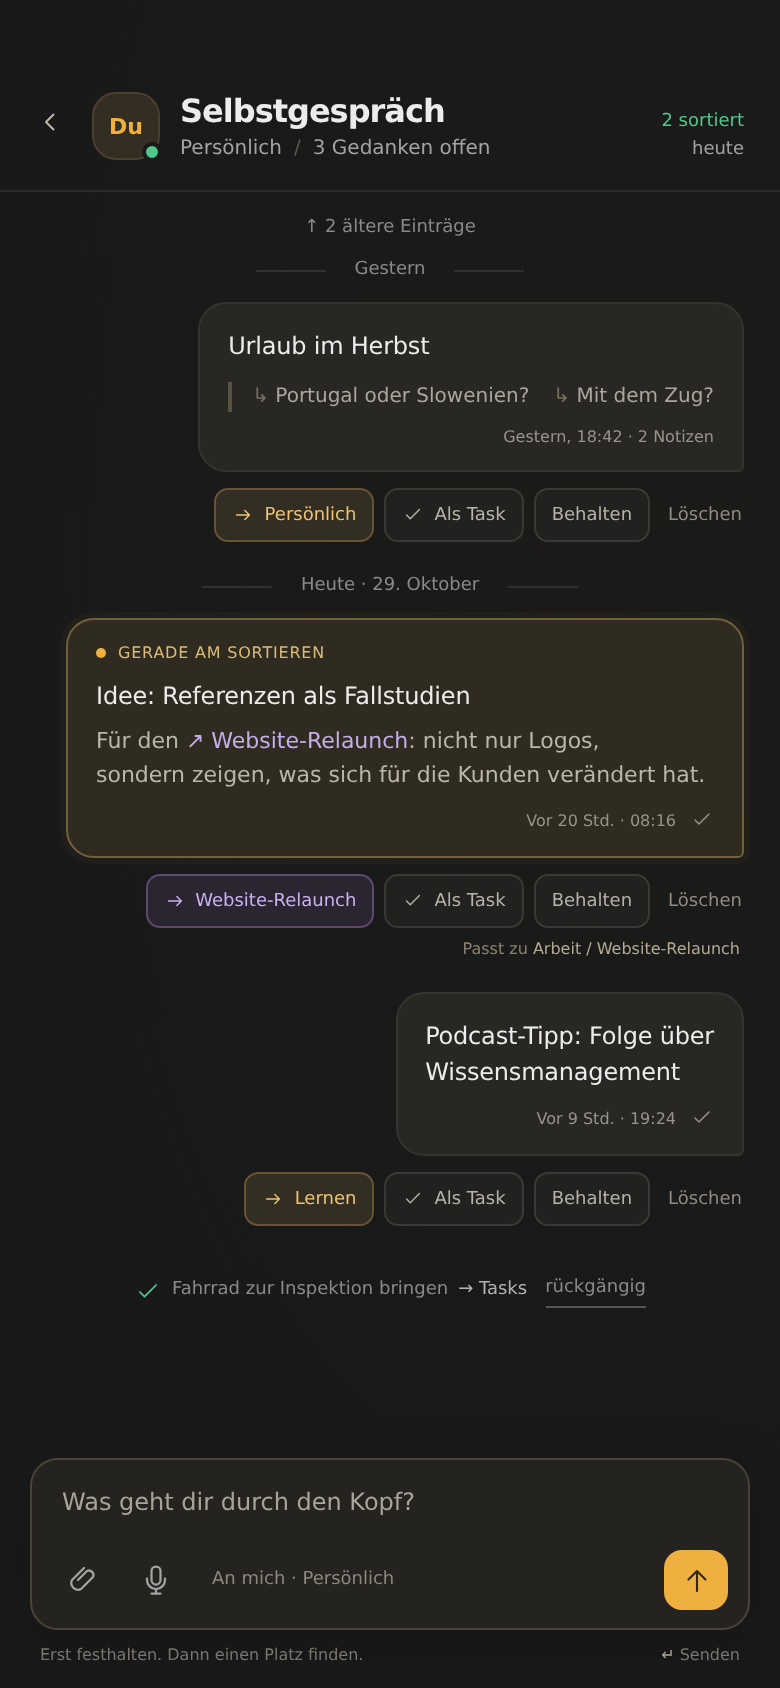 Du
Selbstgespräch
Persönlich / 3 Gedanken offen
2 sortiert
heute
↑ 2 ältere Einträge
Gestern
Urlaub im Herbst
↳ Portugal oder Slowenien? ↳ Mit dem Zug?
Gestern, 18:42 · 2 Notizen
→ Persönlich ✓ Als Task Behalten Löschen
Heute · 29. Oktober
GERADE AM SORTIEREN
Idee: Referenzen als Fallstudien
Für den ↗ Website-Relaunch: nicht nur Logos,
sondern zeigen, was sich für die Kunden verändert hat.
Vor 20 Std. · 08:16 ✓
→ Website-Relaunch ✓ Als Task Behalten Löschen
Passt zu Arbeit / Website-Relaunch
Podcast-Tipp: Folge über
Wissensmanagement
Vor 9 Std. · 19:24 ✓
→ Lernen ✓ Als Task Behalten Löschen
✓ Fahrrad zur Inspektion bringen → Tasks rückgängig
Was geht dir durch den Kopf?
An mich · Persönlich
Erst festhalten. Dann einen Platz finden.
↵ Senden